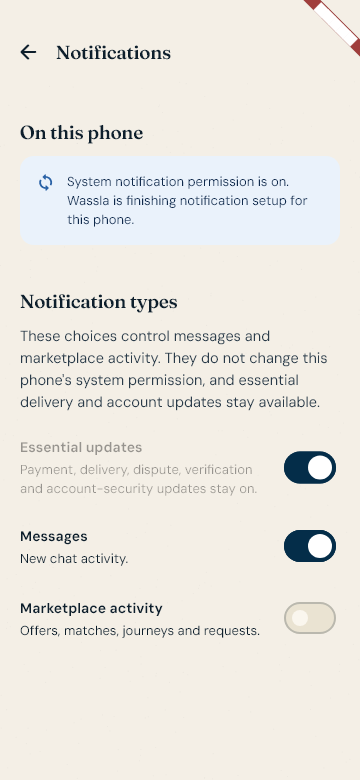 Notifications
On this phone
System notification permission is on.
Wassla is finishing notification setup for
this phone.
Notification types
These choices control messages and
marketplace activity. They do not change this
phone's system permission, and essential
delivery and account updates stay available.
Essential updates
Payment, delivery, dispute, verification
and account-security updates stay on.
Messages
New chat activity.
Marketplace activity
Offers, matches, journeys and requests.